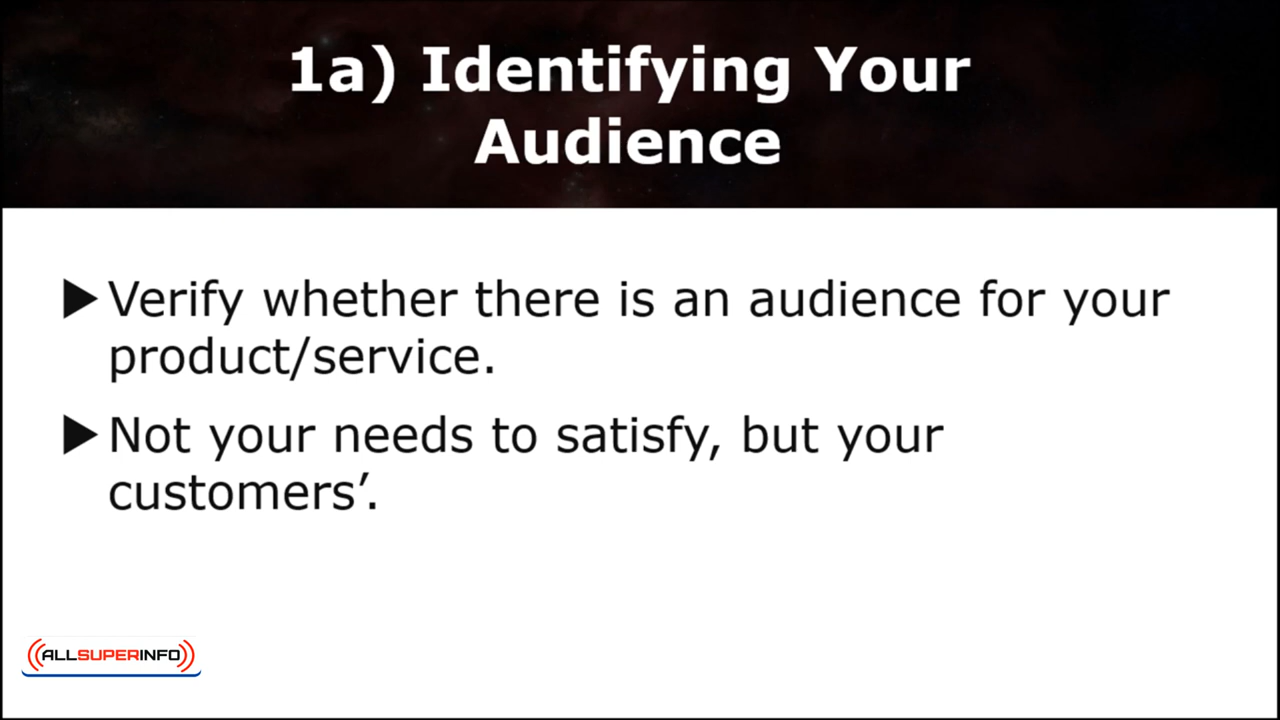 1a) Identifying Your
Audience
▶ Verify whether there is an audience for your
product/service.
▶ Not your needs to satisfy, but your
customers’.
((ALLSUPERINFO))